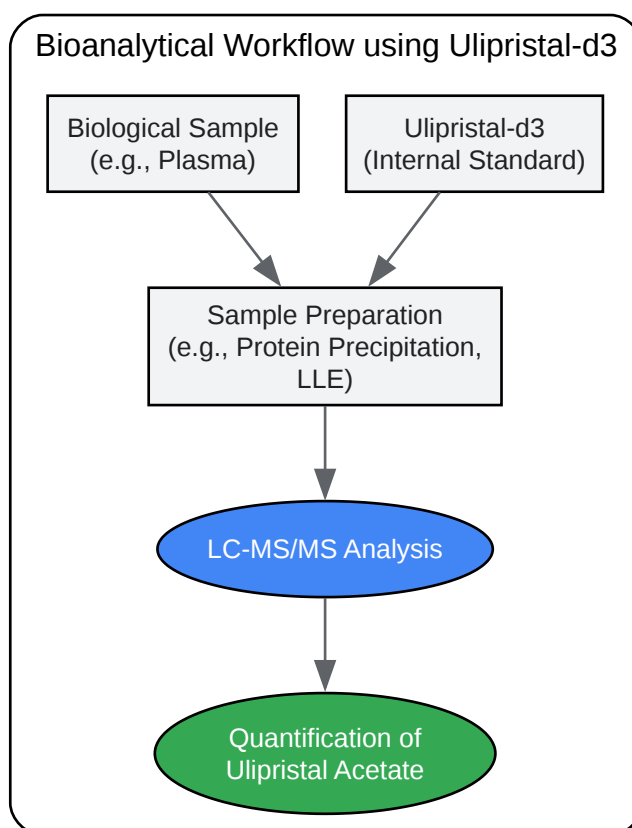 Bioanalytical Workflow using Ulipristal-d3
Biological Sample
(e.g., Plasma)
Ulipristal-d3
(Internal Standard)
Sample Preparation
(e.g., Protein Precipitation,
LLE)
LC-MS/MS Analysis
Quantification of
Ulipristal Acetate